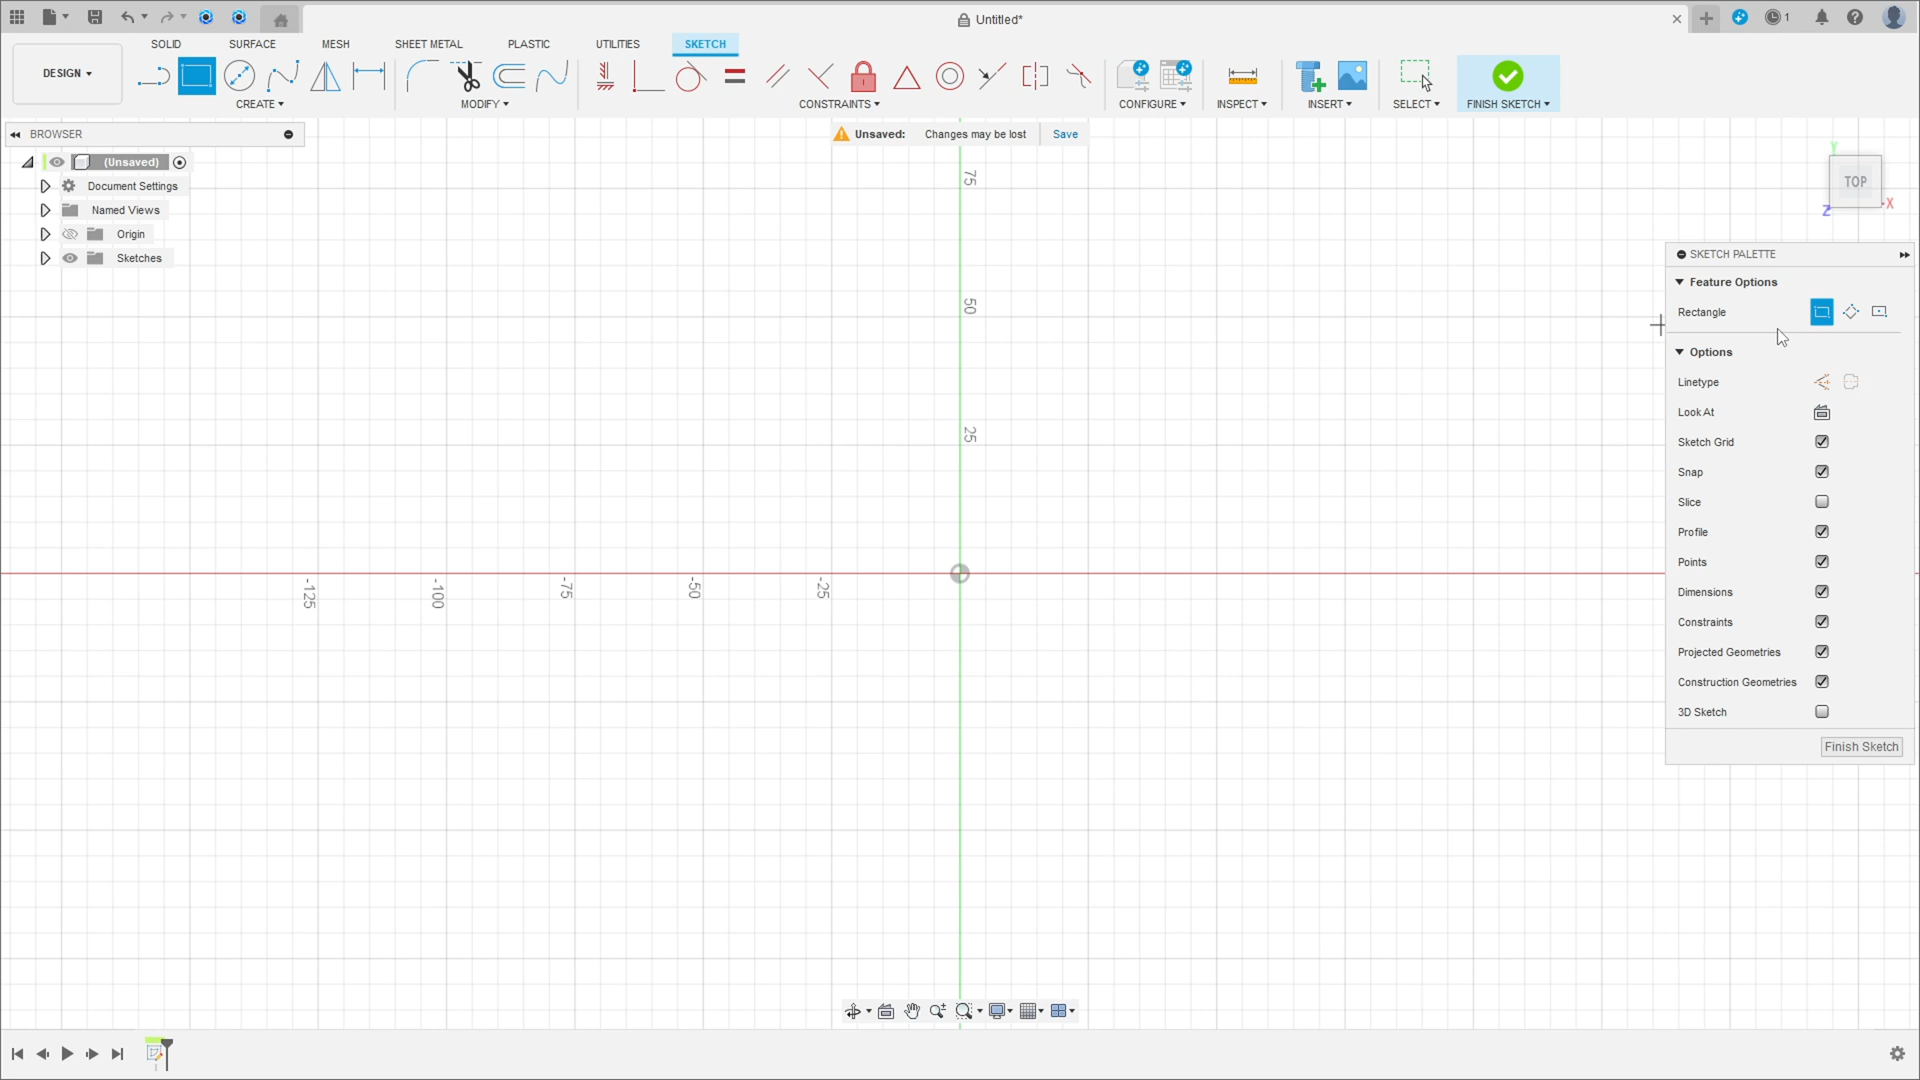 Untitled*
1
SOLID SURFACE MESH SHEET METAL PLASTIC UTILITIES SKETCH
DESIGN
CREATE MODIFY CONSTRAINTS CONFIGURE INSPECT INSERT SELECT FINISH SKETCH
BROWSER
Unsaved: Changes may be lost Save
(Unsaved)
Document Settings
Named Views
Origin
Sketches
75
50
25
-125
-100
-75
-50
-25
Y
TOP
Z
X
SKETCH PALETTE
Feature Options
Rectangle
Options
Linetype
Look At
Sketch Grid
Snap
Slice
Profile
Points
Dimensions
Constraints
Projected Geometries
Construction Geometries
3D Sketch
Finish Sketch